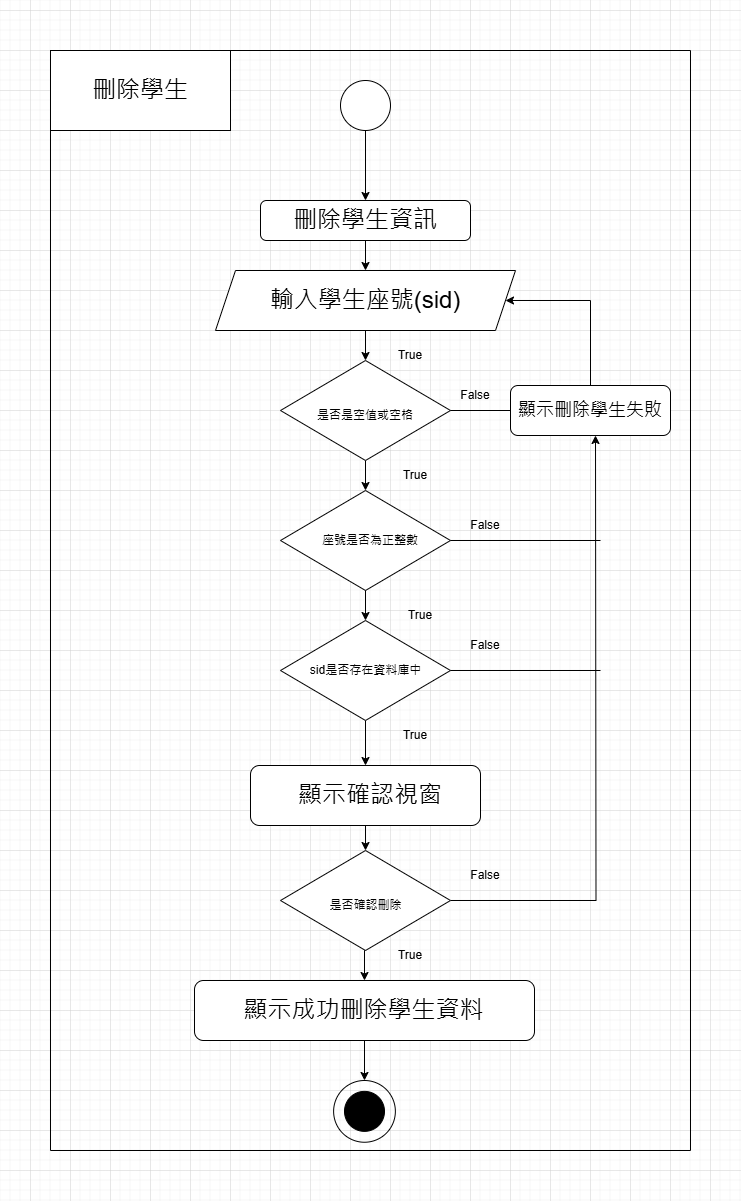 刪除學生
刪除學生資訊
輸入學生座號(sid)
True
是否是空值或空格
False
顯示刪除學生失敗
True
座號是否為正整數
False
True
sid是否存在資料庫中
False
True
顯示確認視窗
是否確認刪除
False
True
顯示成功刪除學生資料